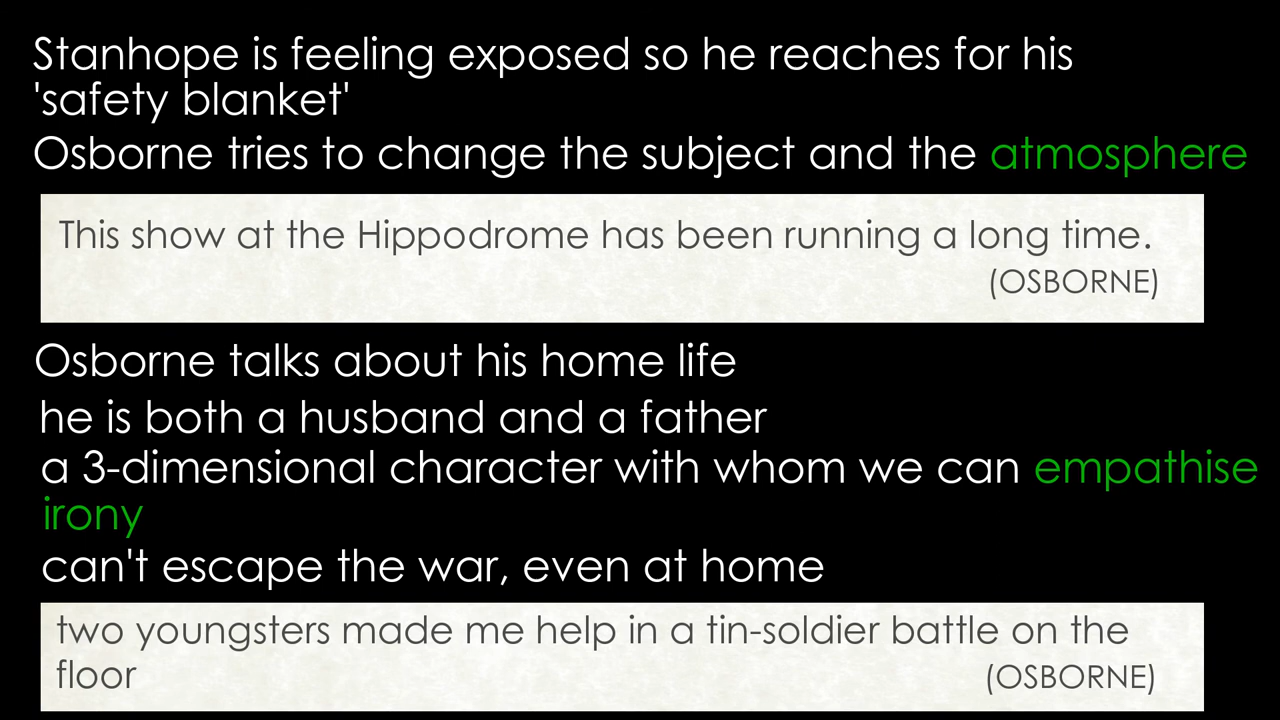 Stanhope is feeling exposed so he reaches for his
'safety blanket'
Osborne tries to change the subject and the atmosphere
This show at the Hippodrome has been running a long time.
(OSBORNE)
Osborne talks about his home life
he is both a husband and a father
a 3-dimensional character with whom we can empathise
irony
can't escape the war, even at home
two youngsters made me help in a tin-soldier battle on the
floor (OSBORNE)